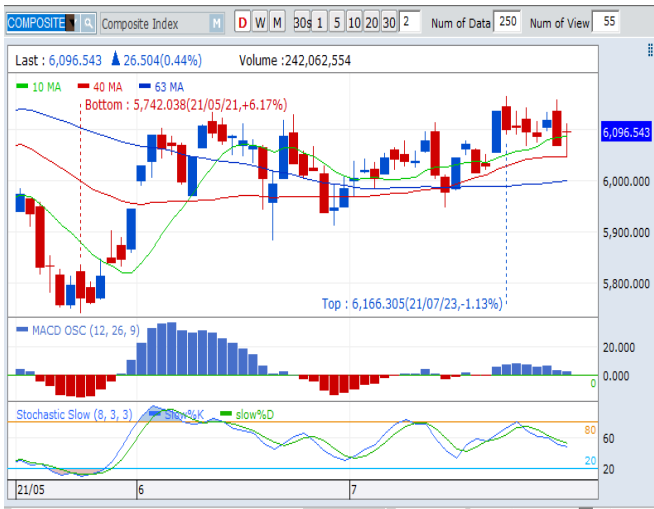 COMPOSITE Composite Index M D W M 30s 1 5 10 20 30 2 Num of Data 250 Num of View 55
Last : 6,096.543 ▲ 26.504(0.44%) Volume :242,062,554
10 MA 40 MA 63 MA
Bottom : 5,742.038(21/05/21,+6.17%)
6,096.543
6,000.000
5,900.000
5,800.000
Top : 6,166.305(21/07/23,-1.13%)
MACD OSC (12, 26, 9)
20.000
0.000
0
Stochastic Slow (8, 3, 3) Slow%K slow%D
80
60
20
20
21/05 6 7